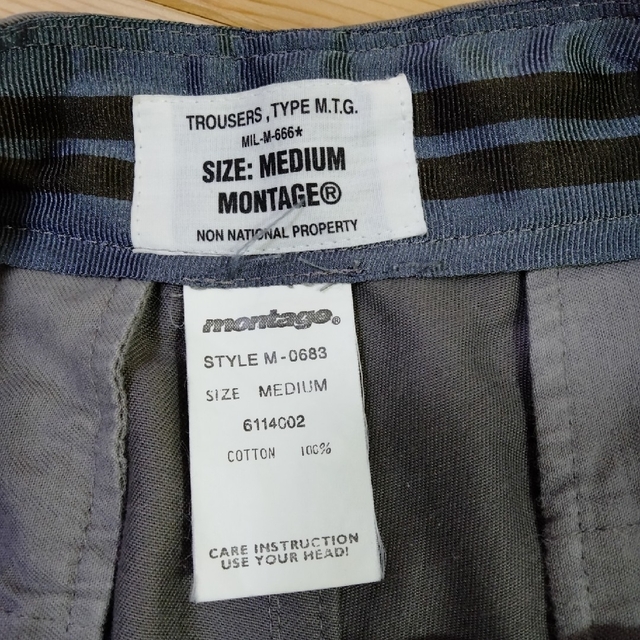 TROUSERS, TYPE M.T.G.
MIL-M-666★
SIZE: MEDIUM
MONTAGE®
NON NATIONAL PROPERTY
montage®
STYLE M-0683
SIZE MEDIUM
6114002
COTTON 100%
CARE INSTRUCTION
USE YOUR HEAD!